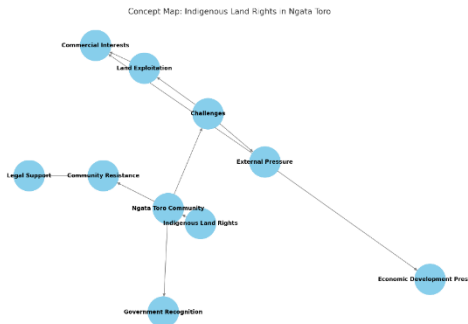 Concept Map: Indigenous Land Rights in Ngata Toro
Commercial Interests
Land Exploitation
Challenges
External Pressure
Legal Support
Community Resistance
Ngata Toro Community
Indigenous Land Rights
Economic Development Pres
Government Recognition